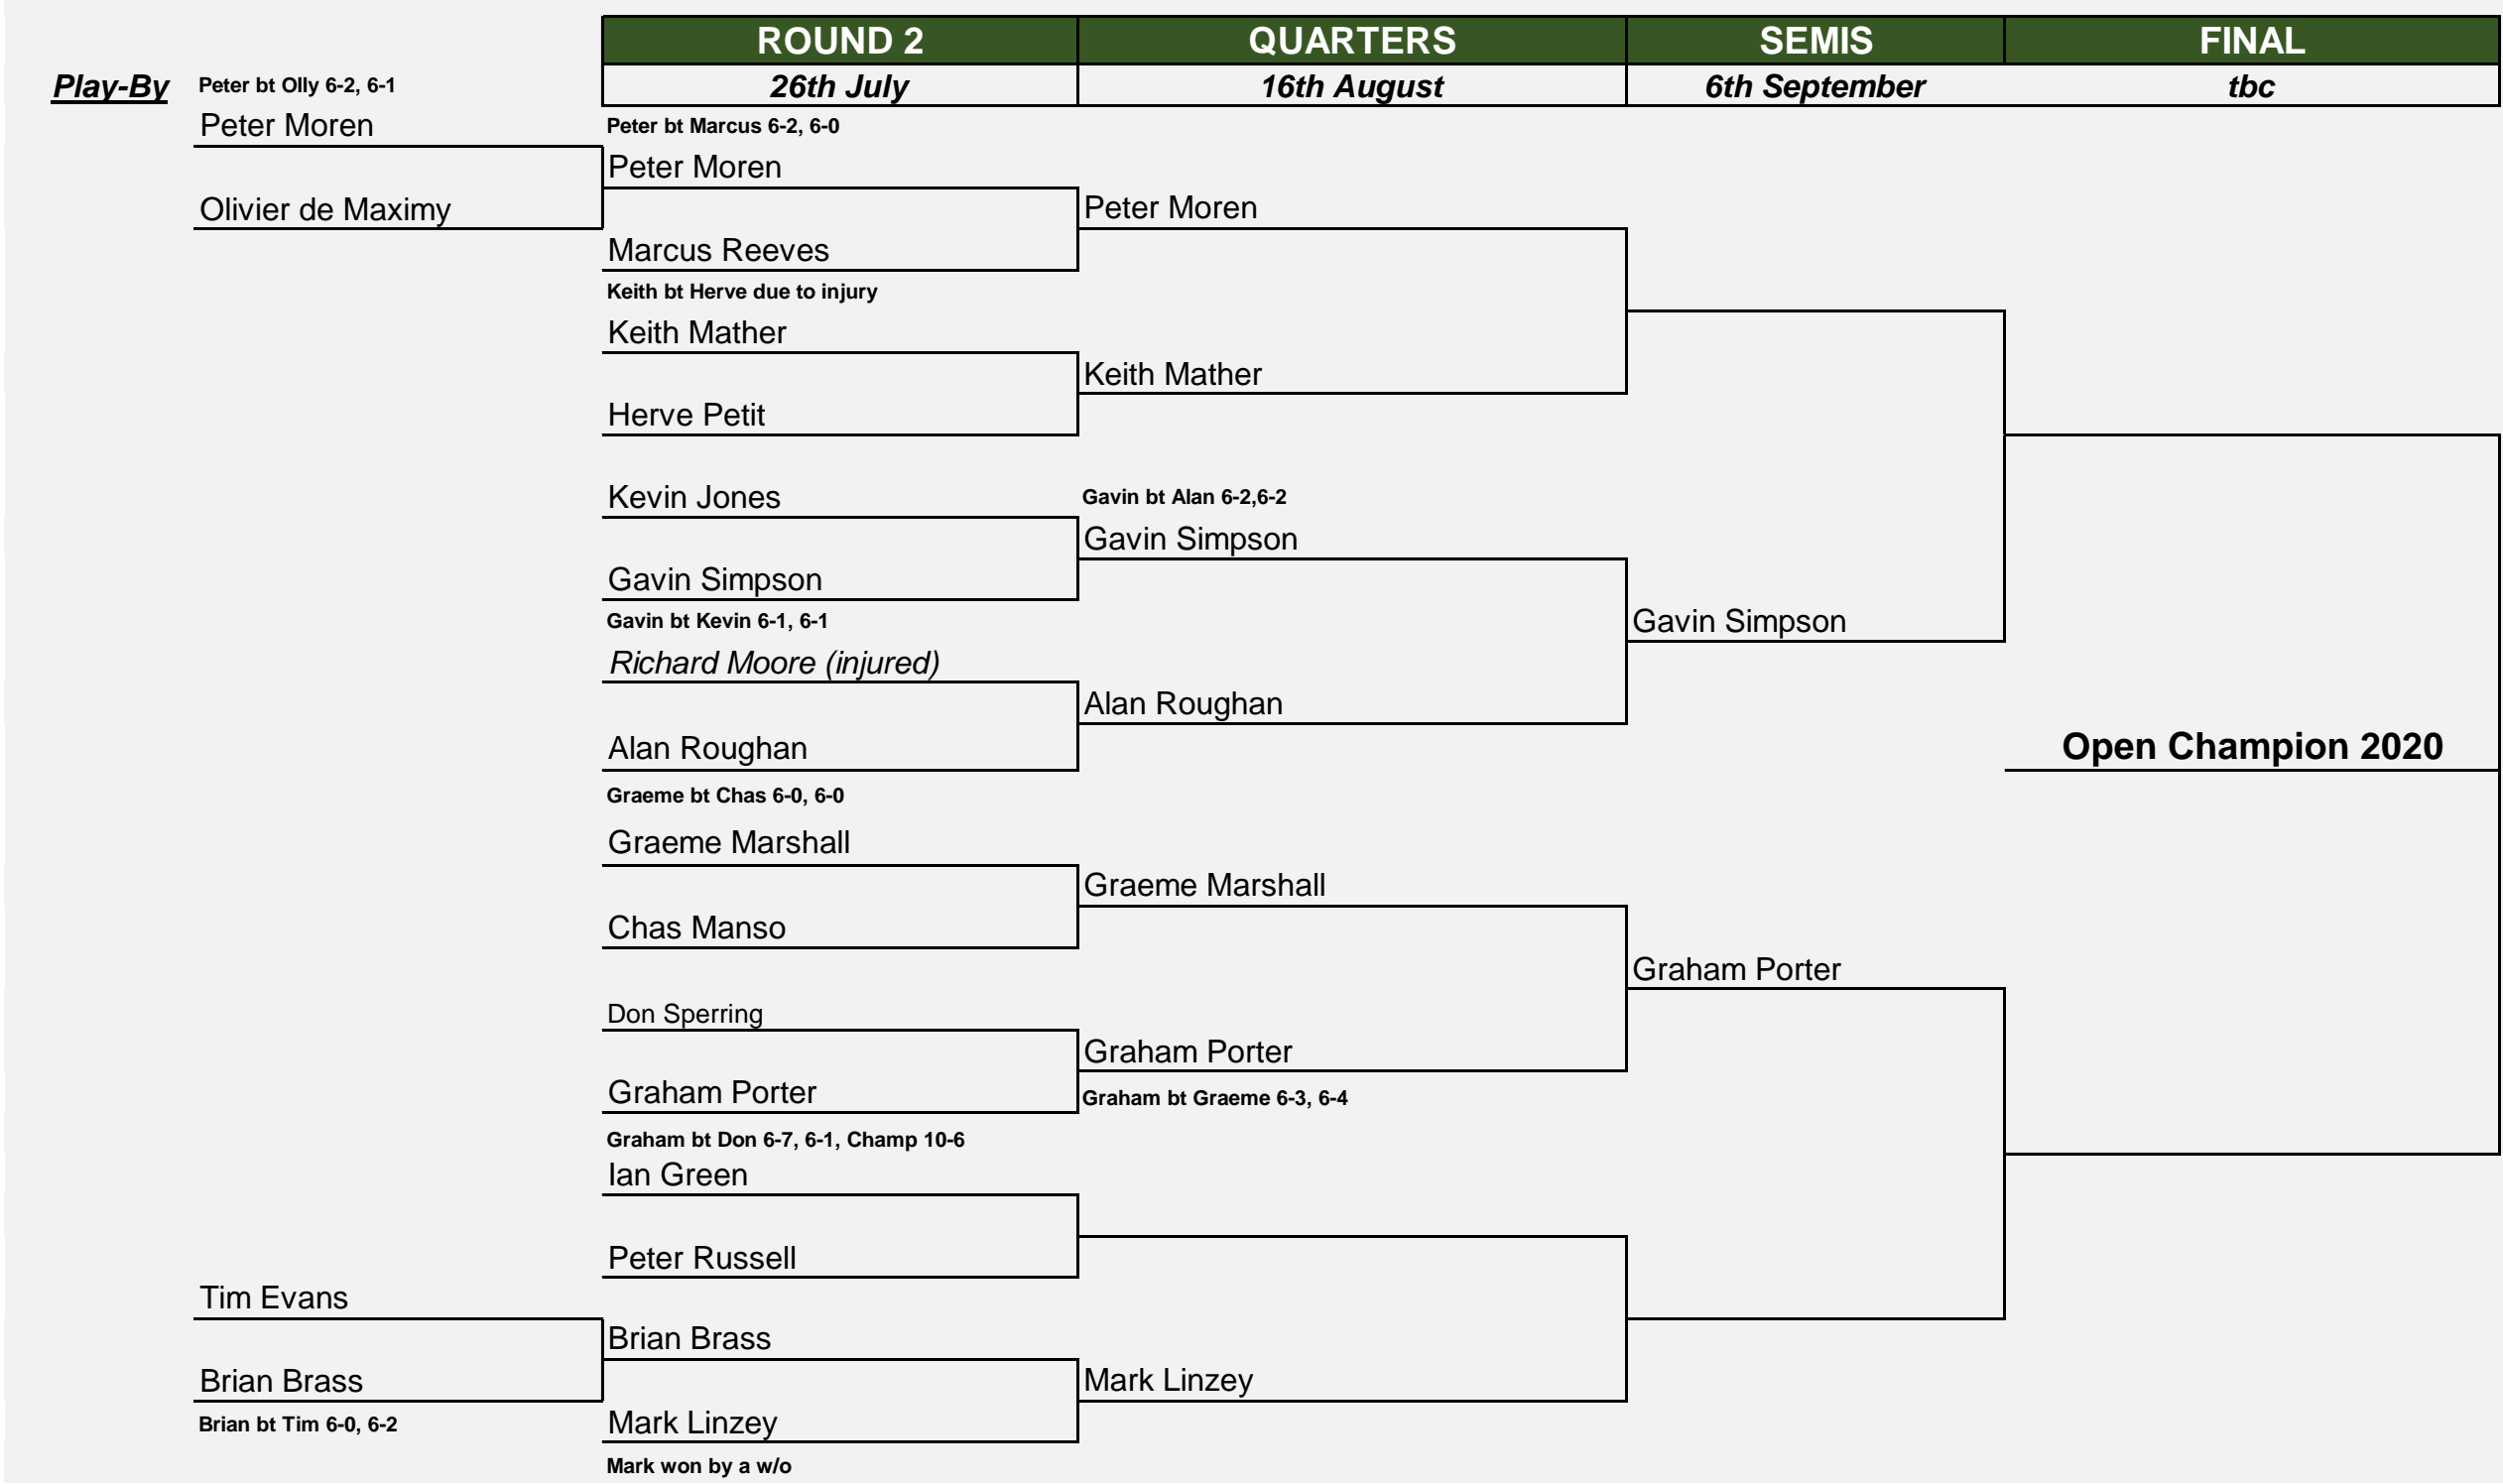 ROUND 2 QUARTERS SEMIS FINAL
Play-By Peter bt Olly 6-2, 6-1 26th July 16th August 6th September tbc
Peter Moren Peter bt Marcus 6-2, 6-0
Peter Moren
Olivier de Maximy Peter Moren
Marcus Reeves
Keith bt Herve due to injury
Keith Mather
Keith Mather
Herve Petit
Kevin Jones Gavin bt Alan 6-2,6-2
Gavin Simpson
Gavin Simpson
Gavin bt Kevin 6-1, 6-1 Gavin Simpson
Richard Moore (injured)
Alan Roughan
Alan Roughan Open Champion 2020
Graeme bt Chas 6-0, 6-0
Graeme Marshall
Graeme Marshall
Chas Manso
Graham Porter
Don Sperring
Graham Porter
Graham Porter Graham bt Graeme 6-3, 6-4
Graham bt Don 6-7, 6-1, Champ 10-6
Ian Green
Peter Russell
Tim Evans
Brian Brass
Brian Brass Mark Linzey
Brian bt Tim 6-0, 6-2 Mark Linzey
Mark won by a w/o